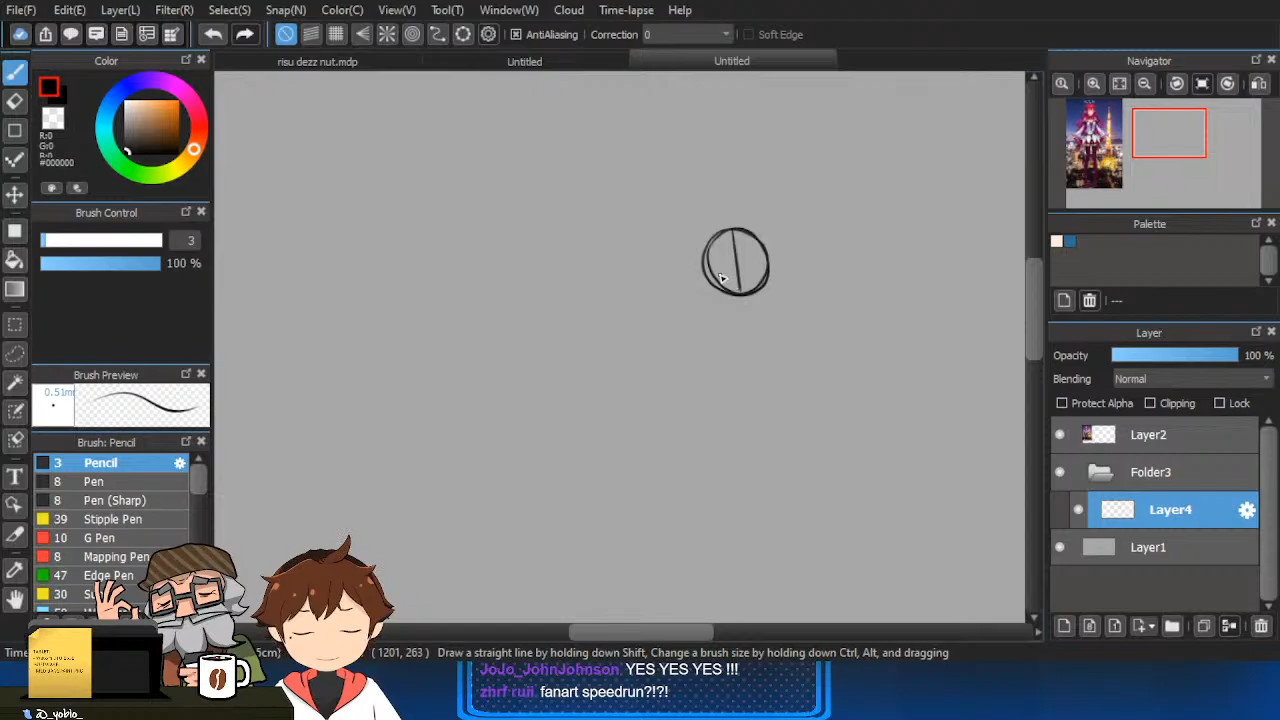 File(F) Edit(E) Layer(L) Filter(R) Select(S) Snap(N) Color(C) View(V) Tool(T) Window(W) Cloud Time-lapse Help
AntiAliasing Correction 0 Soft Edge
risu dezz nut.mdp Untitled Untitled
Color
R:0
G:0
#000000
Brush Control
3
100 %
Brush Preview
Brush: Pencil
3 Pencil
8 Pen
8 Pen (Sharp)
39 Stipple Pen
10 G Pen
8 Mapping Pen
47 Edge Pen
30
Navigator
Palette
---
Layer
Opacity 100 %
Blending Normal
Protect Alpha Clipping Lock
Layer2
Folder3
Layer4
Layer1
( 1201, 263 ) Draw a straight line by holding down Shift, Change a brush size by holding down Ctrl, Alt, and dragging
JoJo_JohnJohnson: YES YES YES !!!
zhrf run: fanart speedrun?!?!